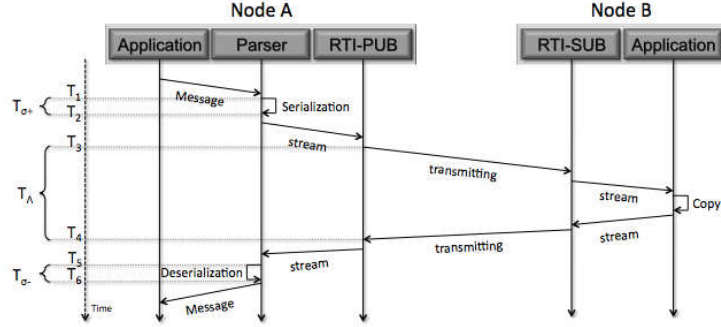 Node A Node B
Application Parser RTI-PUB RTI-SUB Application
T1
Message
Tσ+
Serialization
T2
stream
T3
transmitting
stream
TΛ
Copy
stream
T4
transmitting
T5
stream
Tσ-
Deserialization
T6
Message
Time